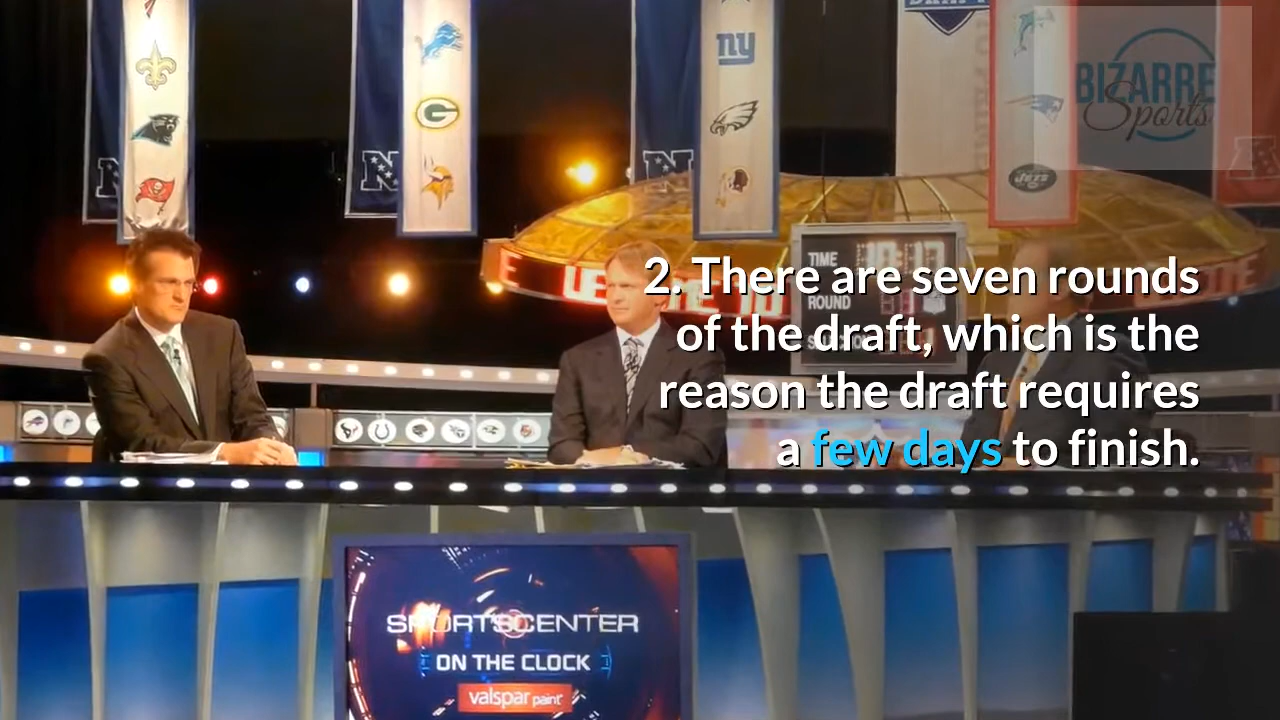 BIZARRE
Sports
ny
N
N
N
TIME
ROUND
2. There are seven rounds
of the draft, which is the
reason the draft requires
a few days to finish.
SPORTSCENTER
ON THE CLOCK
valspar paint